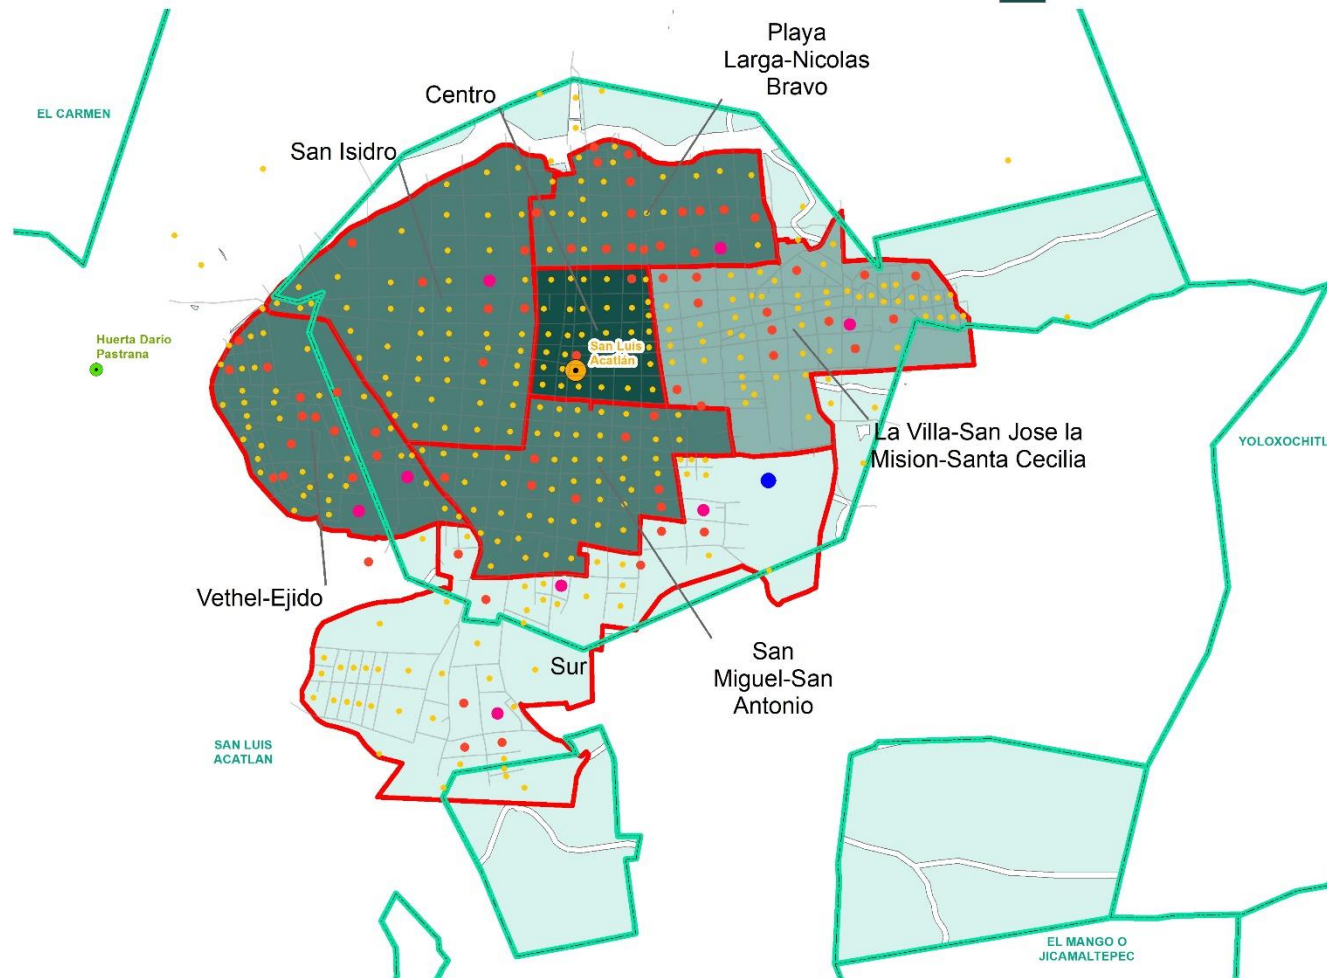 Playa
Larga-Nicolas
Bravo
Centro
EL CARMEN
San Isidro
Huerta Darío
Pastrana
San Luis
Acatlán
La Villa-San Jose la
Mision-Santa Cecilia
YOLOXOCHITL
Vethel-Ejido
Sur
San
Miguel-San
Antonio
SAN LUIS
ACATLAN
EL MANGO O
JICAMALTEPEC